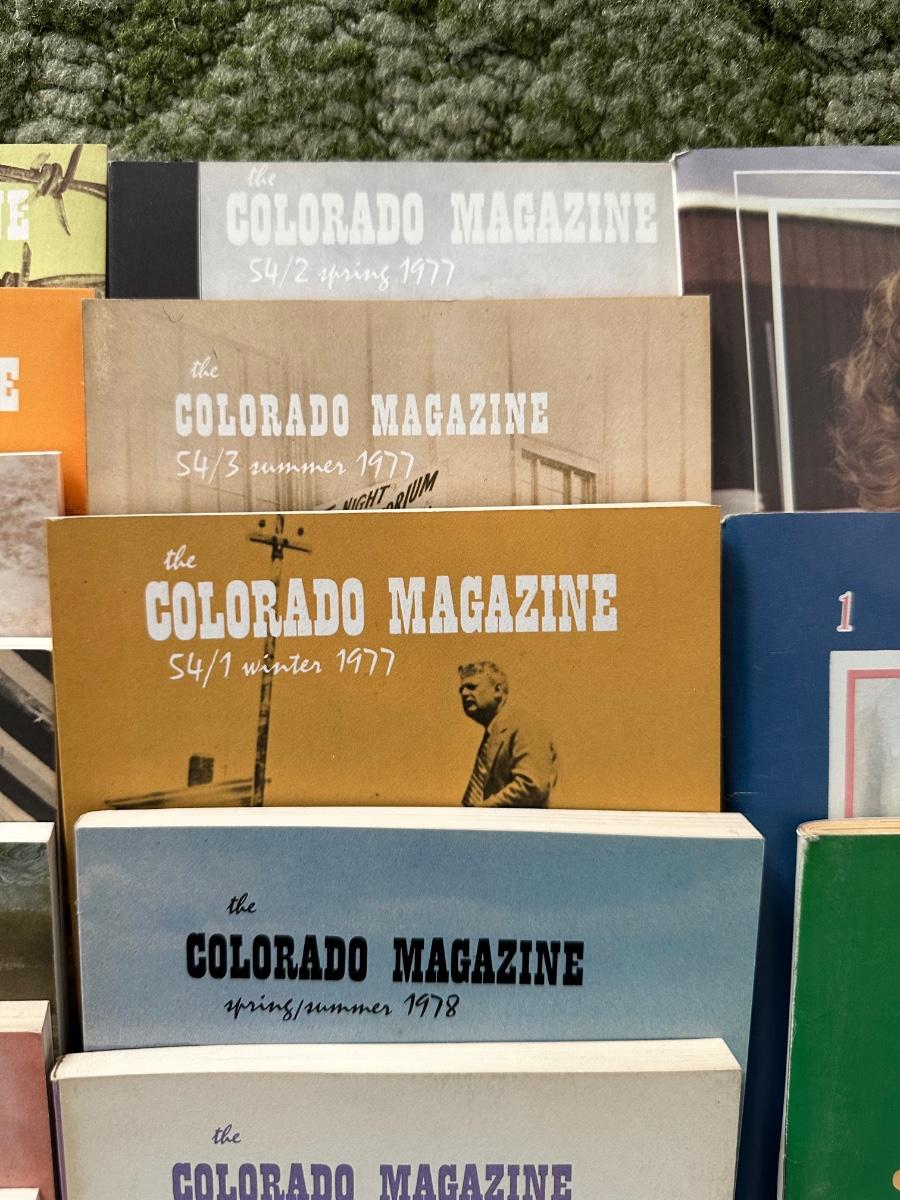 NE
the
COLORADO MAGAZINE
54/2 spring 1977
E
the
COLORADO MAGAZINE
54/3 summer 1977
NIGHT
ORIUM
the
COLORADO MAGAZINE
54/1 winter 1977
1
the
COLORADO MAGAZINE
spring/summer 1978
the
COLORADO MAGAZINE